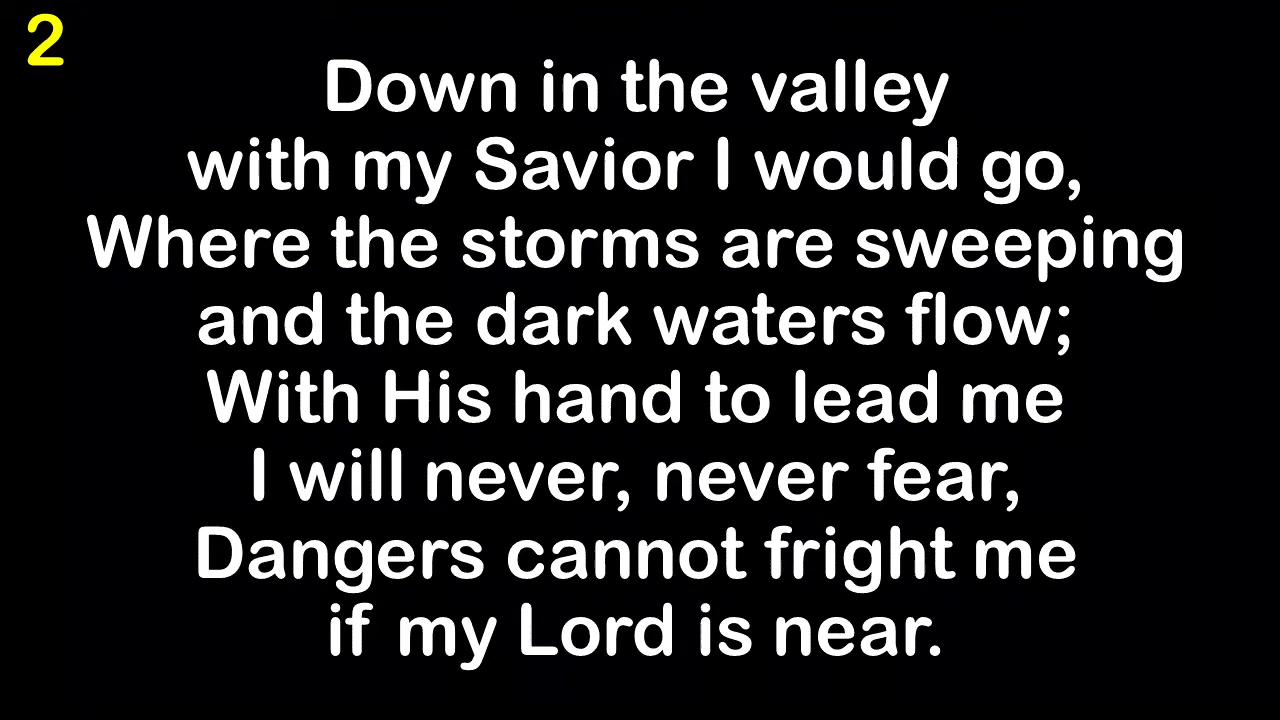 2
Down in the valley
with my Savior I would go,
Where the storms are sweeping
and the dark waters flow;
With His hand to lead me
I will never, never fear,
Dangers cannot fright me
if my Lord is near.